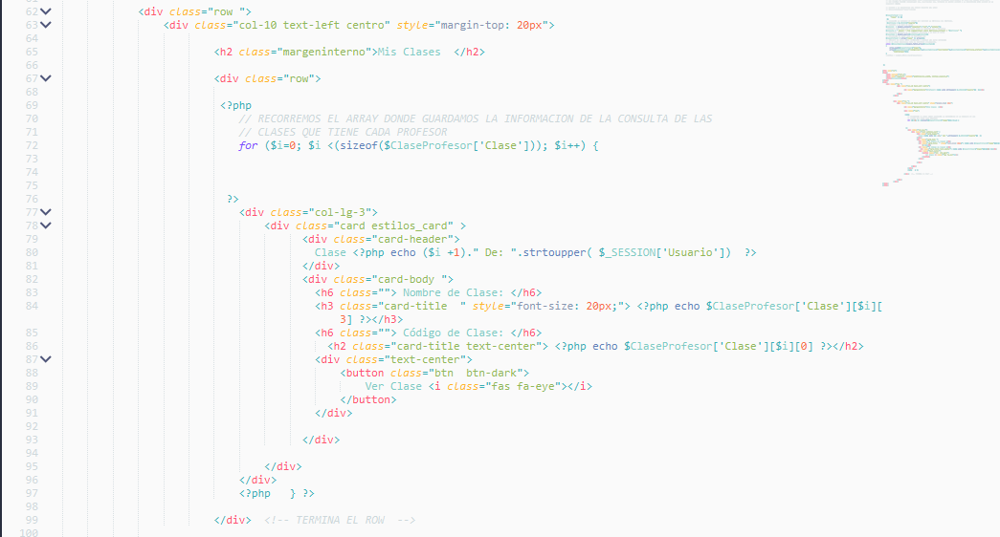 62 <div class="row ">
63 <div class="col-10 text-left centro" style="margin-top: 20px">
64
65 <h2 class="margeninterno">Mis Clases  </h2>
66
67 <div class="row">
68
69 <?php
70 // RECORREMOS EL ARRAY DONDE GUARDAMOS LA INFORMACION DE LA CONSULTA DE LAS
71 // CLASES QUE TIENE CADA PROFESOR
72 for ($i=0; $i <(sizeof($ClaseProfesor['Clase'])); $i++) {
73
74
75
76 ?>
77 <div class="col-lg-3">
78 <div class="card estilos_card" >
79 <div class="card-header">
80 Clase <?php echo ($i +1)." De: ".strtoupper( $_SESSION['Usuario'])  ?>
81 </div>
82 <div class="card-body ">
83 <h6 class=""> Nombre de Clase: </h6>
84 <h3 class="card-title  " style="font-size: 20px;"> <?php echo $ClaseProfesor['Clase'][$i][
3] ?></h3>
85 <h6 class=""> Código de Clase: </h6>
86 <h2 class="card-title text-center"> <?php echo $ClaseProfesor['Clase'][$i][0] ?></h2>
87 <div class="text-center">
88 <button class="btn  btn-dark">
89 Ver Clase <i class="fas fa-eye"></i>
90 </button>
91 </div>
92
93 </div>
94
95 </div>
96 </div>
97 <?php   } ?>
98
99 </div>  <!-- TERMINA EL ROW  -->
100